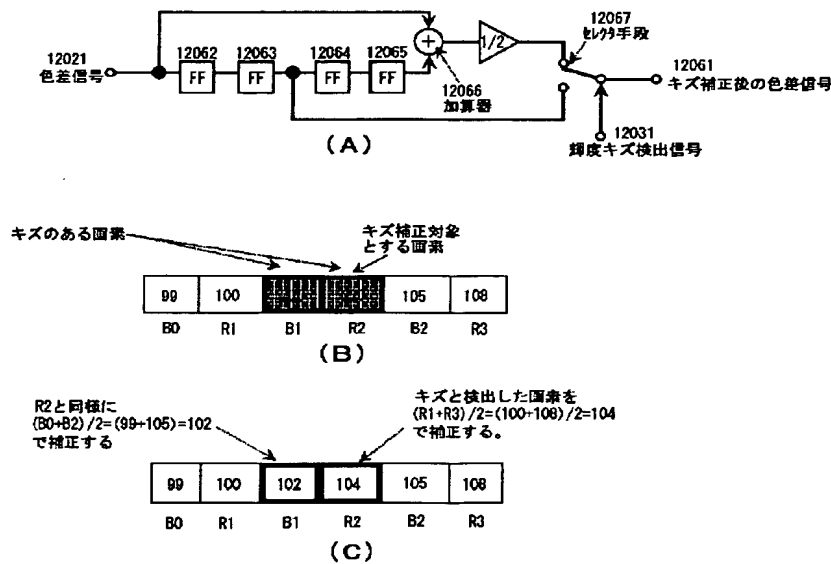 12067
セレクタ手段
12021
色差信号
12062 12063 12064 12065
FF FF FF FF
+
1/2
12066
加算器
12061
キズ補正後の色差信号
12031
輝度キズ検出信号
(A)
キズのある画素
キズ補正対象
とする画素
99 100 105 108
B0 R1 B1 R2 B2 R3
(B)
R2と同様に
(B0+B2)/2=(99+105)=102
で補正する
キズと検出した画素を
(R1+R3)/2=(100+108)/2=104
で補正する。
99 100 102 104 105 108
B0 R1 B1 R2 B2 R3
(C)